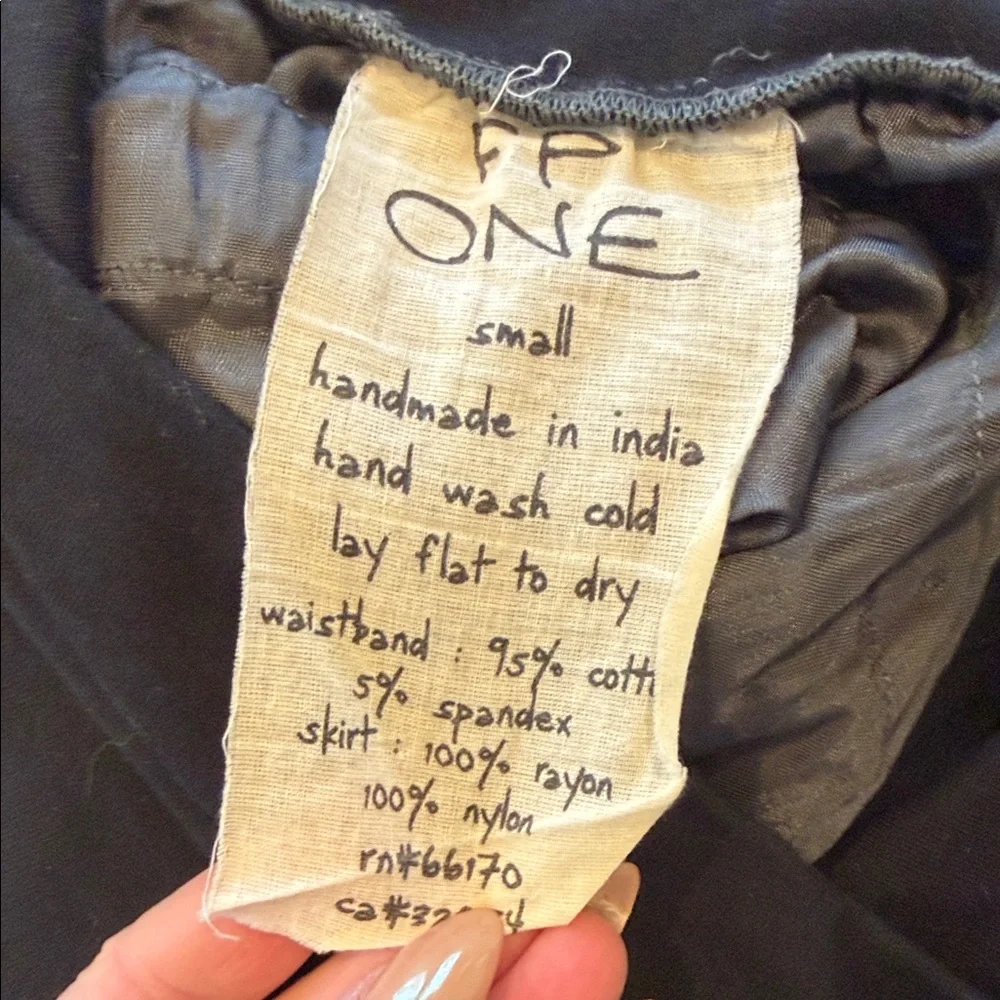 FP
ONE
small
handmade in india
hand wash cold
lay flat to dry
waistband : 95%
5% spandex
skirt : 100% rayon
100% nylon
rn#66170